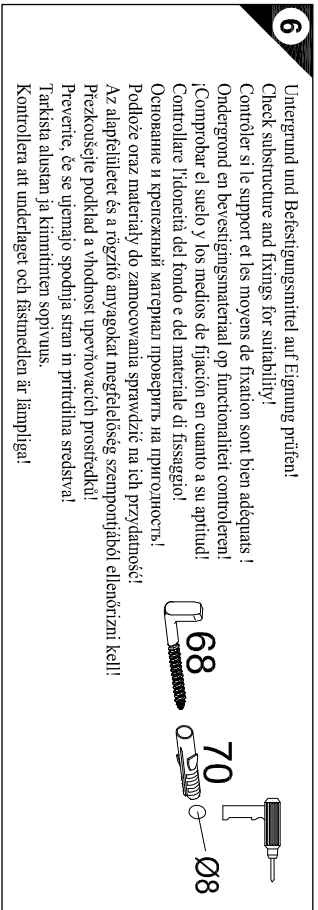 6
Untergrund und Befestigungsmittel auf Eignung prüfen!
Check substructure and fixings for suitability!
Contrôler si le support et les moyens de fixation sont bien adéquats !
Ondergrond en bevestigingsmateriaal op functionaliteit controleren!
¡Comprobar el suelo y los medios de fijación en cuanto a su aptitud!
Controllare l'idoneità del fondo e del materiale di fissaggio!
Основание и крепежный материал проверить на пригодность!
Podłoże oraz materiały do zamocowania sprawdzić na ich przydatność!
Az alapfelületet és a rögzítő anyagokat megfelelőség szempontjából ellenőrizni kell!
Přezkoušejte podklad a vhodnost upevňovacích prostředků!
Preverite, če se ujemajo spodnja stran in pritrdilna sredstva!
Tarkista alustan ja kiinnitinten sopivuus.
Kontrollera att underlaget och fästmedlen är lämpliga!
68
70
Ø8